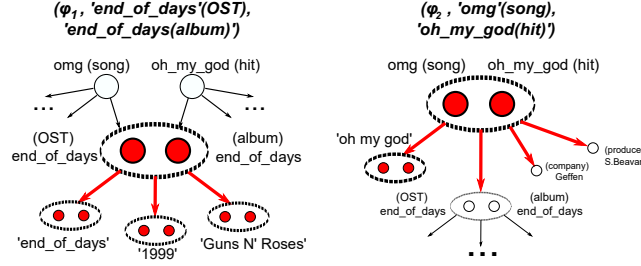 (φ1 , 'end_of_days'(OST),
'end_of_days(album)')
omg (song) oh_my_god (hit)
... ...
(OST)
end_of_days
(album)
end_of_days
'end_of_days'
'1999'
'Guns N' Roses'
(φ2 , 'omg'(song),
'oh_my_god(hit)')
omg (song) oh_my_god (hit)
'oh my god'
(produce
S.Beavan
(company)
Geffen
(OST)
end_of_days
(album)
end_of_days
...